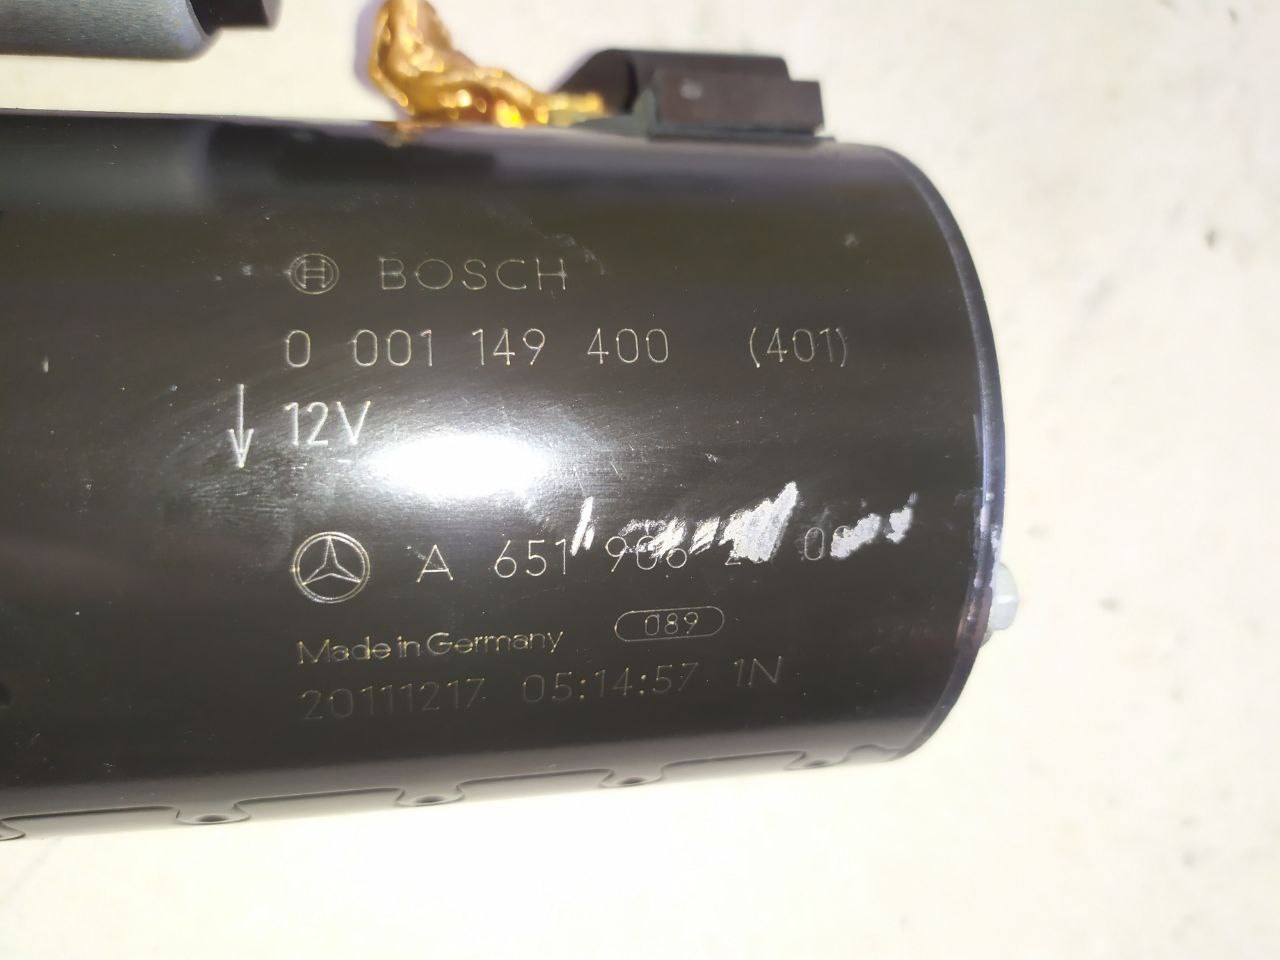 BOSCH
0 001 149 400 (401)
12V
A 651 906
Made in Germany 089
20111217 05:14:57 1N